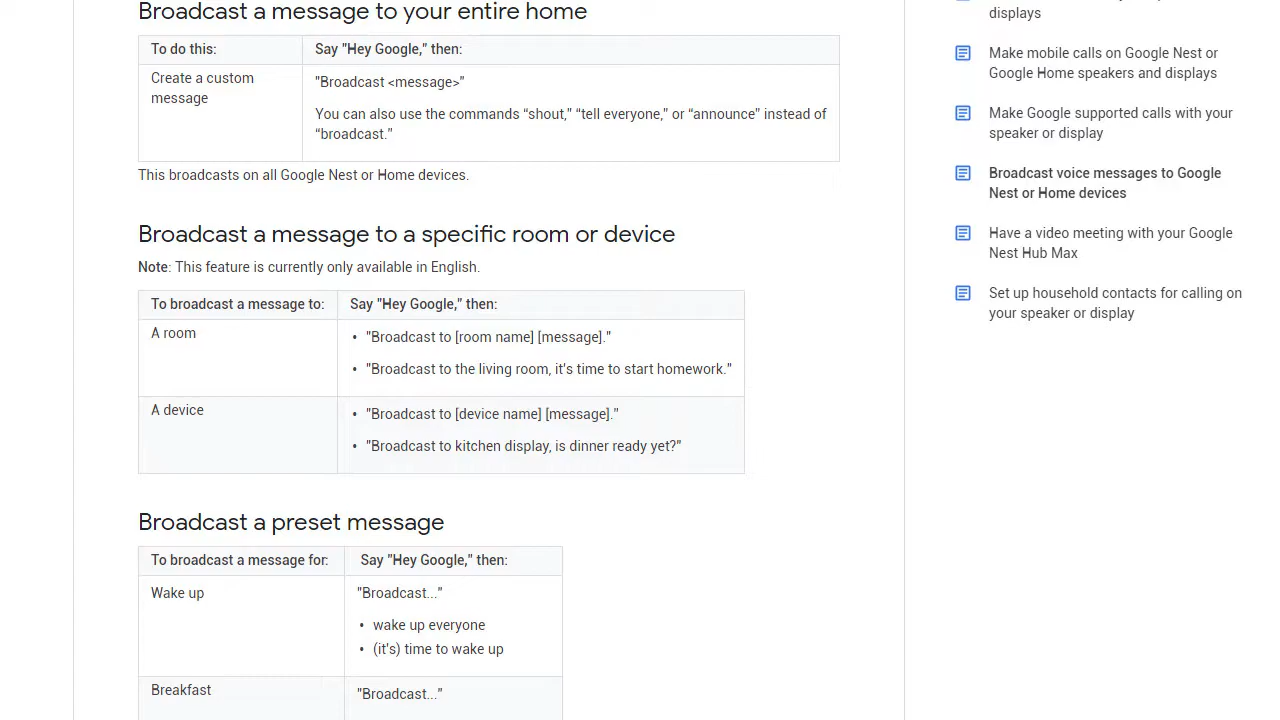 Broadcast a message to your entire home
To do this:
Say "Hey Google," then:
Create a custom
message
"Broadcast <message>”
You can also use the commands “shout,” “tell everyone,” or “announce” instead of
“broadcast.”
This broadcasts on all Google Nest or Home devices.
Broadcast a message to a specific room or device
Note: This feature is currently only available in English.
To broadcast a message to:
Say "Hey Google," then:
A room
• "Broadcast to [room name] [message]."
• "Broadcast to the living room, it's time to start homework."
A device
• "Broadcast to [device name] [message]."
• "Broadcast to kitchen display, is dinner ready yet?"
Broadcast a preset message
To broadcast a message for:
Say "Hey Google," then:
Wake up
"Broadcast..."
• wake up everyone
• (it's) time to wake up
Breakfast
"Broadcast..."
displays
Make mobile calls on Google Nest or
Google Home speakers and displays
Make Google supported calls with your
speaker or display
Broadcast voice messages to Google
Nest or Home devices
Have a video meeting with your Google
Nest Hub Max
Set up household contacts for calling on
your speaker or display